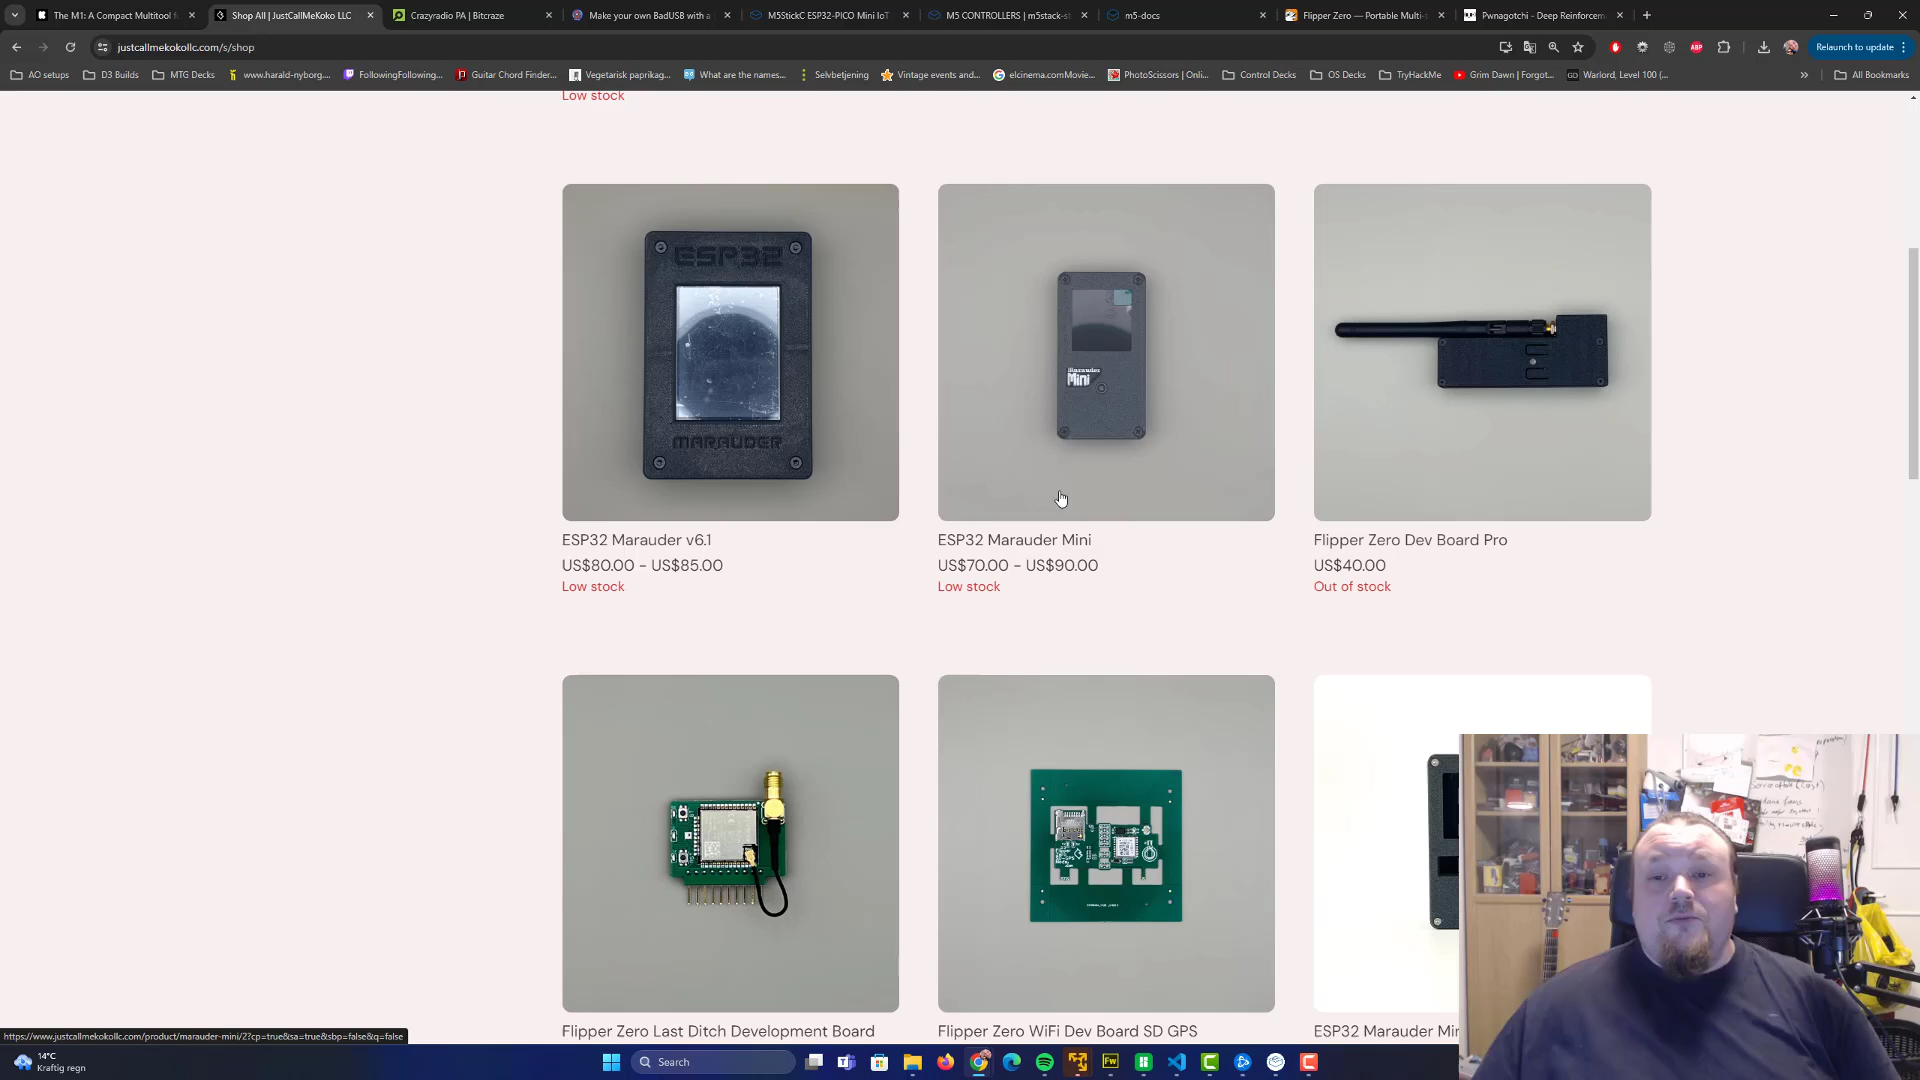 The M1: A Compact Multitool f
Shop All | JustCallMeKoko LLC
Crazyradio PA | Bitcraze
Make your own BadUSB with a
M5StickC ESP32-PICO Mini IoT
M5 CONTROLLERS | m5stack-st
m5-docs
Flipper Zero — Portable Multi-t
Pwnagotchi - Deep Reinforcem
justcallmekokollc.com/s/shop
Relaunch to update
AO setups
D3 Builds
MTG Decks
www.harald-nyborg....
FollowingFollowing...
Guitar Chord Finder...
Vegetarisk paprikag...
What are the names...
Selvbetjening
Vintage events and...
elcinema.comMovie...
PhotoScissors | Onli...
Control Decks
OS Decks
TryHackMe
Grim Dawn | Forgot...
Warlord, Level 100 (...
All Bookmarks
Low stock
ESP32
MARAUDER
Marauder
Mini
ESP32 Marauder v6.1
US$80.00 - US$85.00
Low stock
ESP32 Marauder Mini
US$70.00 - US$90.00
Low stock
Flipper Zero Dev Board Pro
US$40.00
Out of stock
Flipper Zero Last Ditch Development Board
Flipper Zero WiFi Dev Board SD GPS
ESP32 Marauder Min
https://www.justcallmekokollc.com/product/marauder-mini/2?cp=true&sa=true&sbp=false&q=false
14°C
Kraftig regn
Search